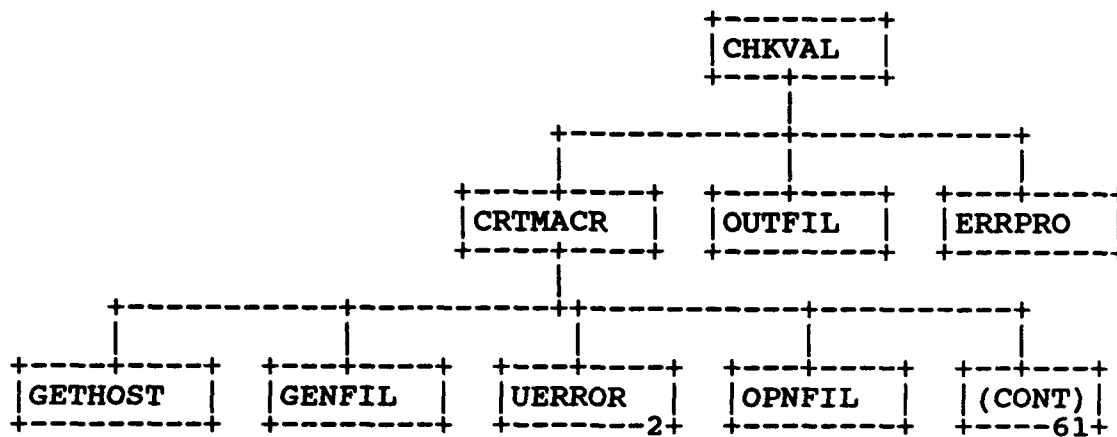 CHKVAL
CRTMACR OUTFIL ERRPRO
GETHOST GENFIL UERROR OPNFIL (CONT)
2 61